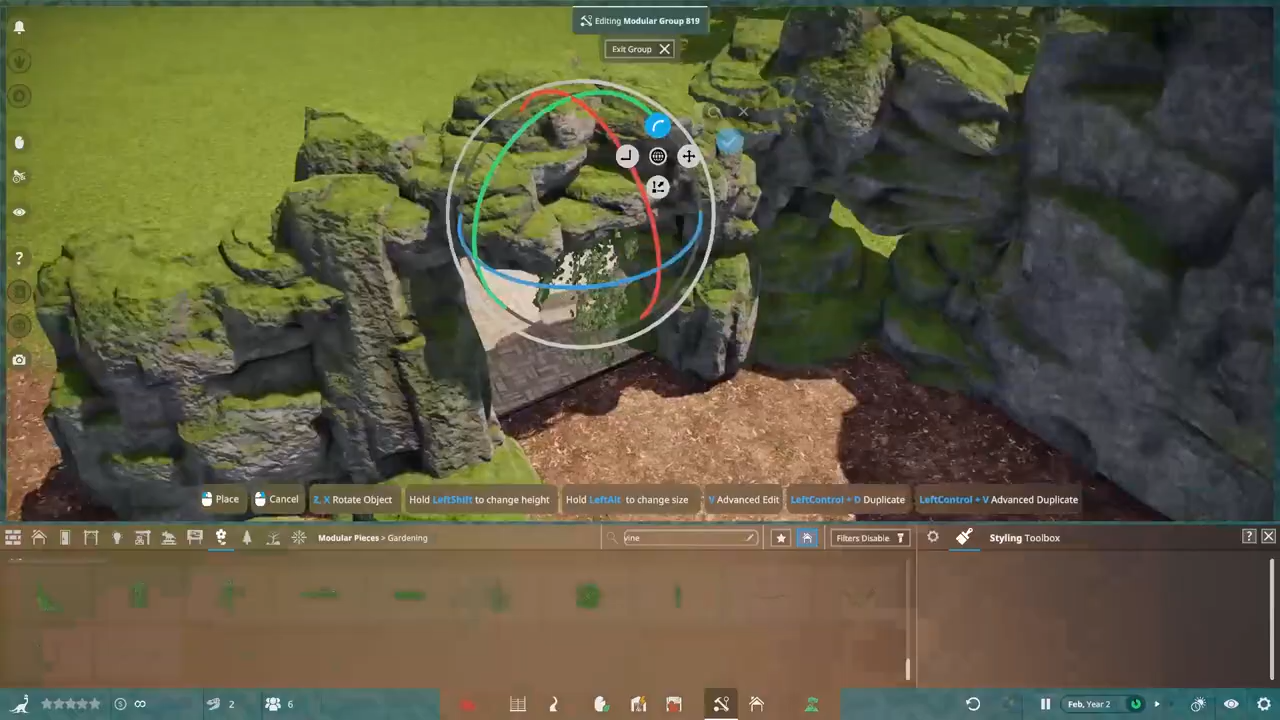 Editing Modular Group 819
Exit Group
Place
Cancel
Z, X Rotate Object
Hold LeftShift to change height
Hold LeftAlt to change size
V Advanced Edit
LeftControl + D Duplicate
LeftControl + V Advanced Duplicate
Modular Pieces > Gardening
vine
Filters Disable
Styling Toolbox
?
?
2
6
Feb, Year 2